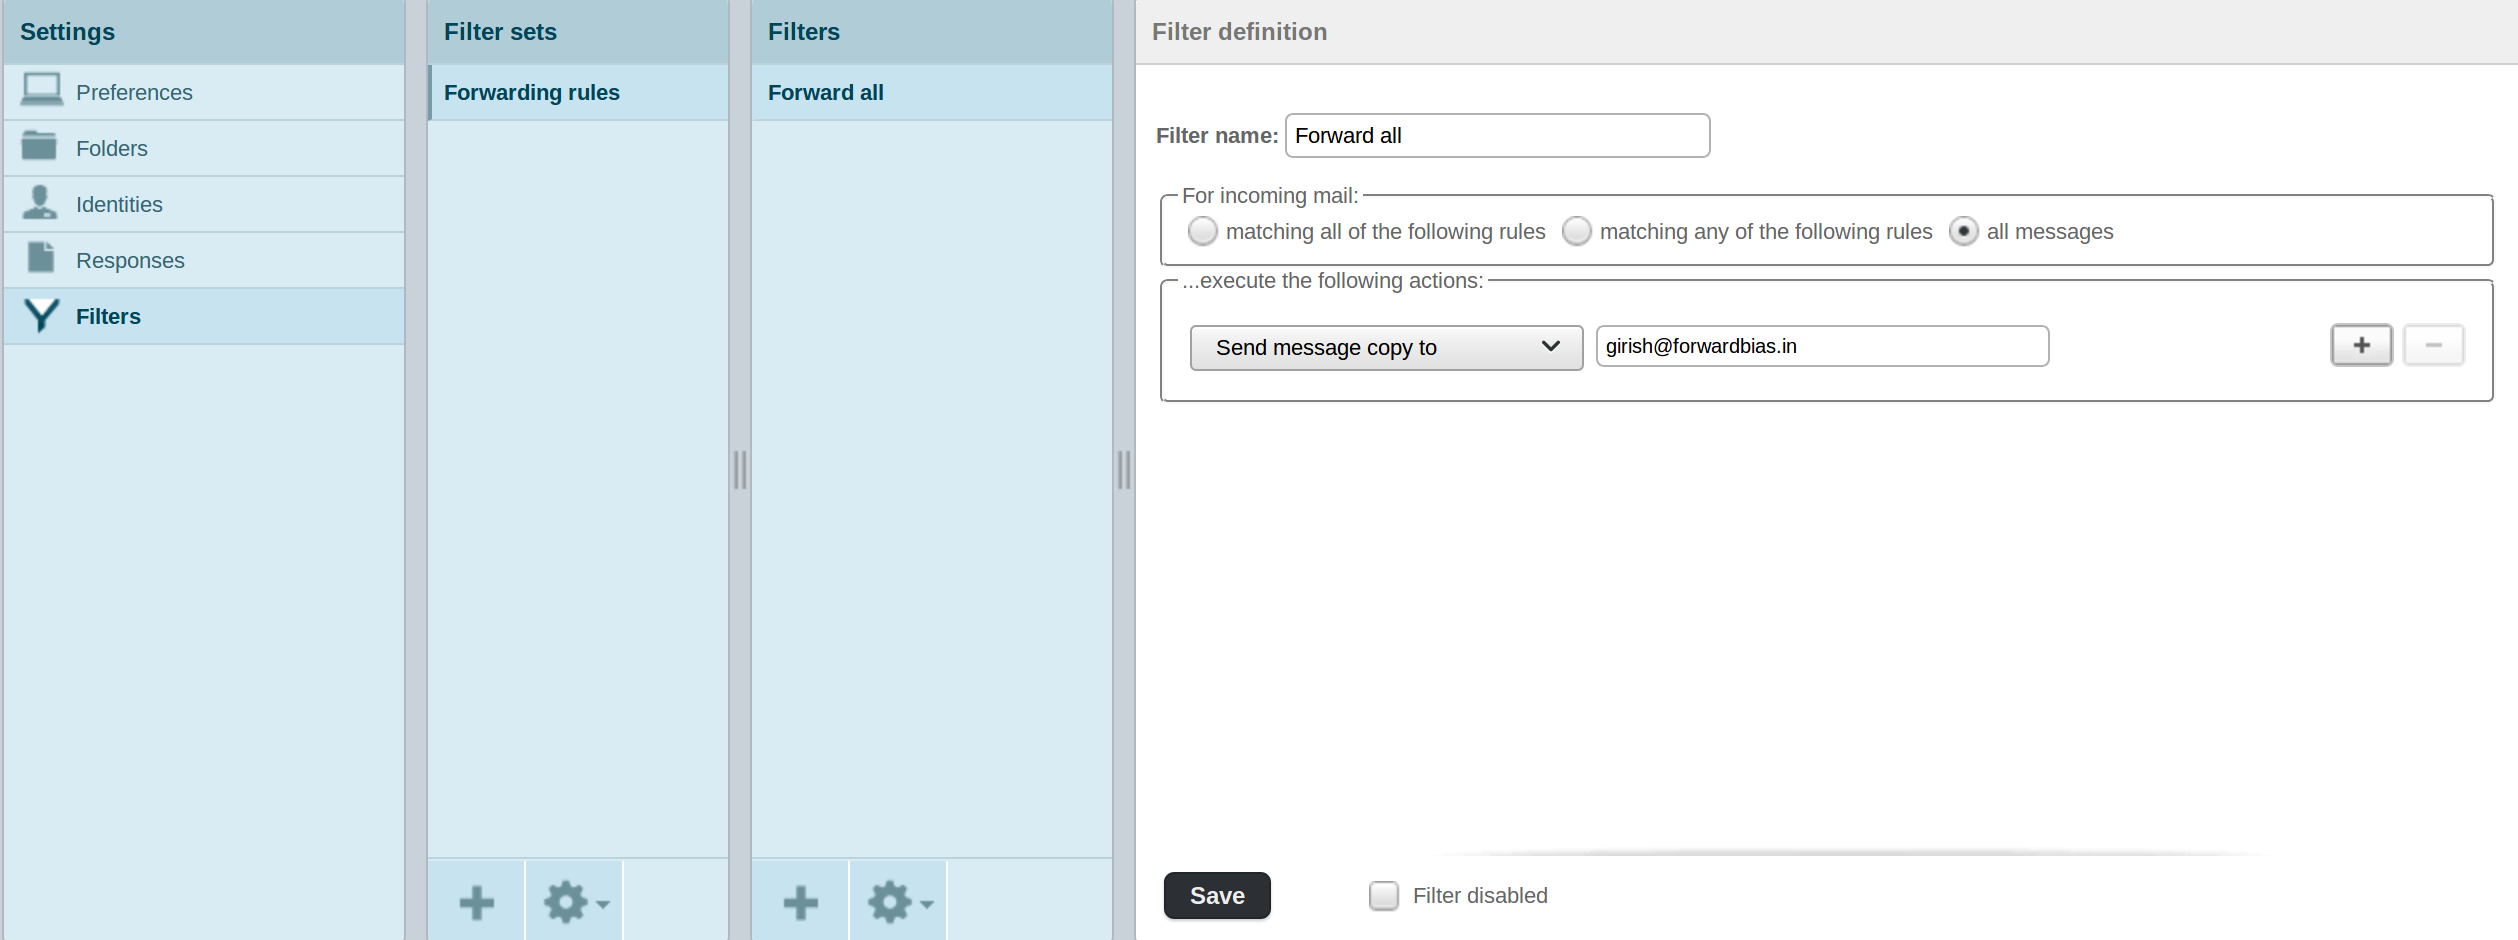 Settings
Preferences
Folders
Identities
Responses
Filters
Filter sets
Forwarding rules
Filters
Forward all
Filter definition
Filter name: Forward all
For incoming mail:
matching all of the following rules matching any of the following rules all messages
...execute the following actions:
Send message copy to girish@forwardbias.in
Save Filter disabled